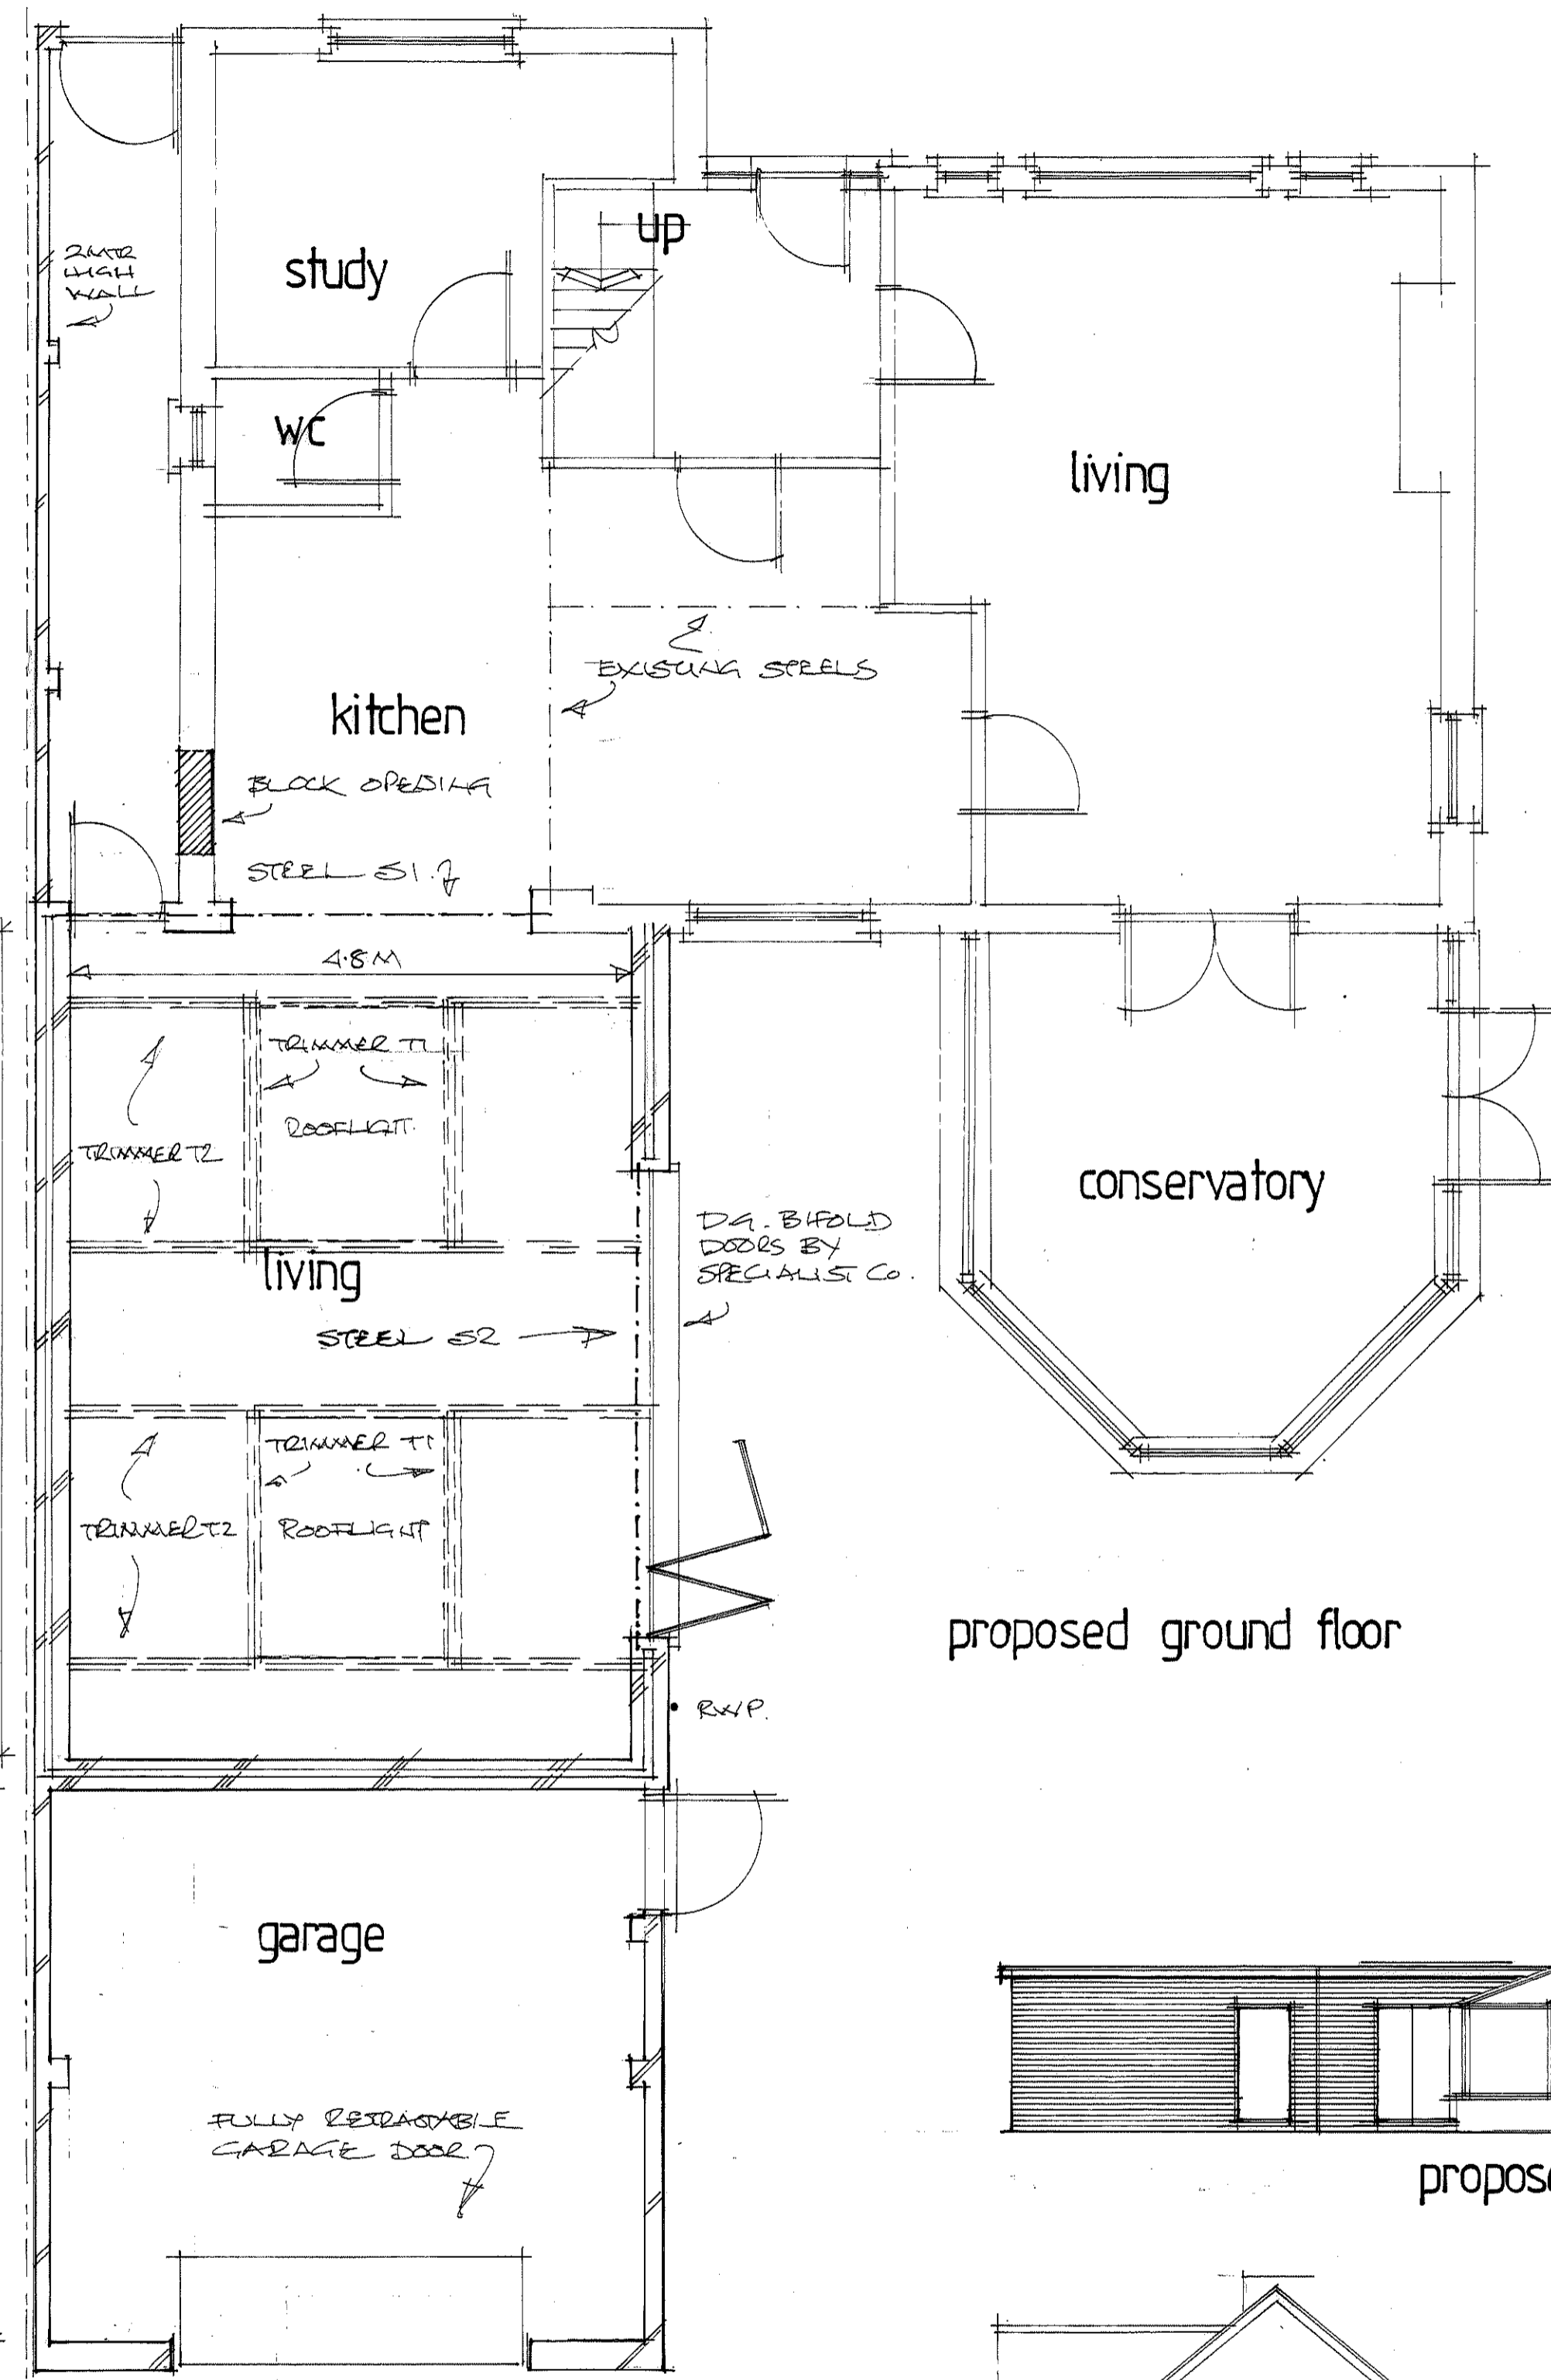 up
2MTR
HIGH
WALL
study
WC
living
EXISTING STEELS
kitchen
BLOCK OPENING
STEEL S1.
4.8M
TRIMMER T1
ROOFLIGHT.
TRIMMER T2
conservatory
D.G. BIFOLD
DOORS BY
SPECIALIST CO.
living
STEEL S2
TRIMMER T1
TRIMMER T2
ROOFLIGHT
proposed ground floor
RWP.
garage
FULLY RETRACTABLE
GARAGE DOOR.